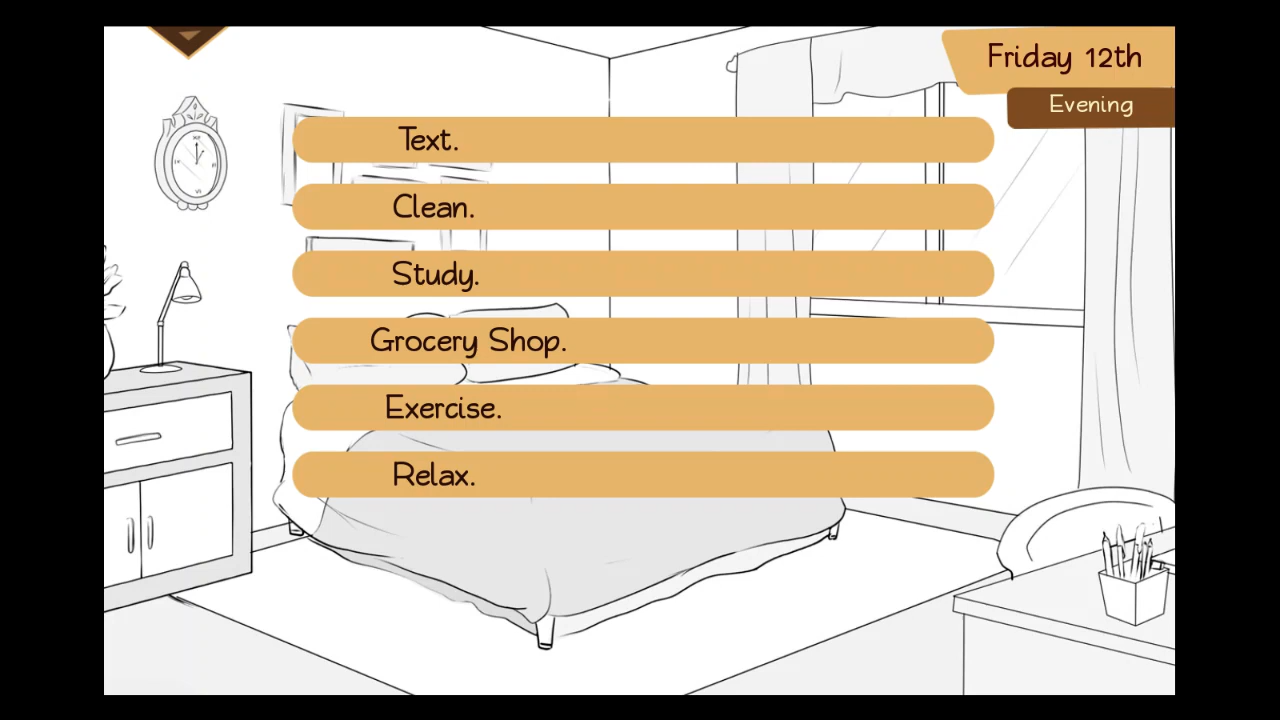 Friday 12th
Evening
Text.
Clean.
Study.
Grocery Shop.
Exercise.
Relax.